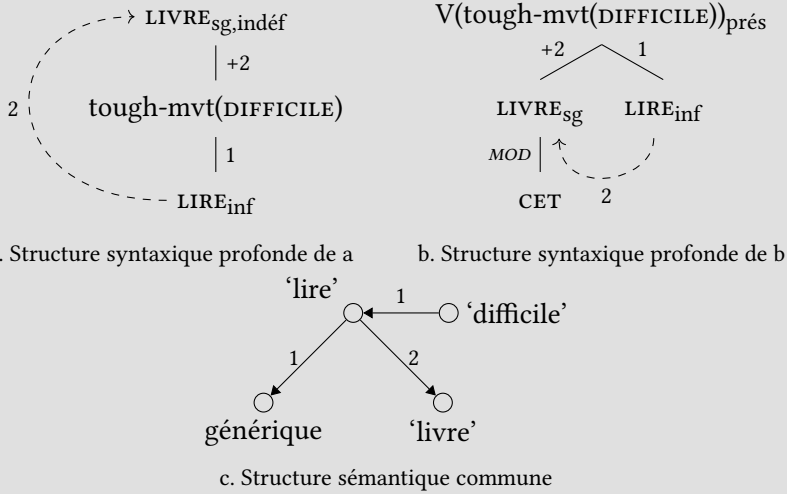 LIVREsg,indéf
+2
2
tough-mvt(DIFFICILE)
1
LIREinf
V(tough-mvt(DIFFICILE))prés
+2 1
LIVREsg LIREinf
MOD
2
CET
. Structure syntaxique profonde de a
b. Structure syntaxique profonde de b
‘lire’
1
‘difficile’
1
2
générique
‘livre’
c. Structure sémantique commune